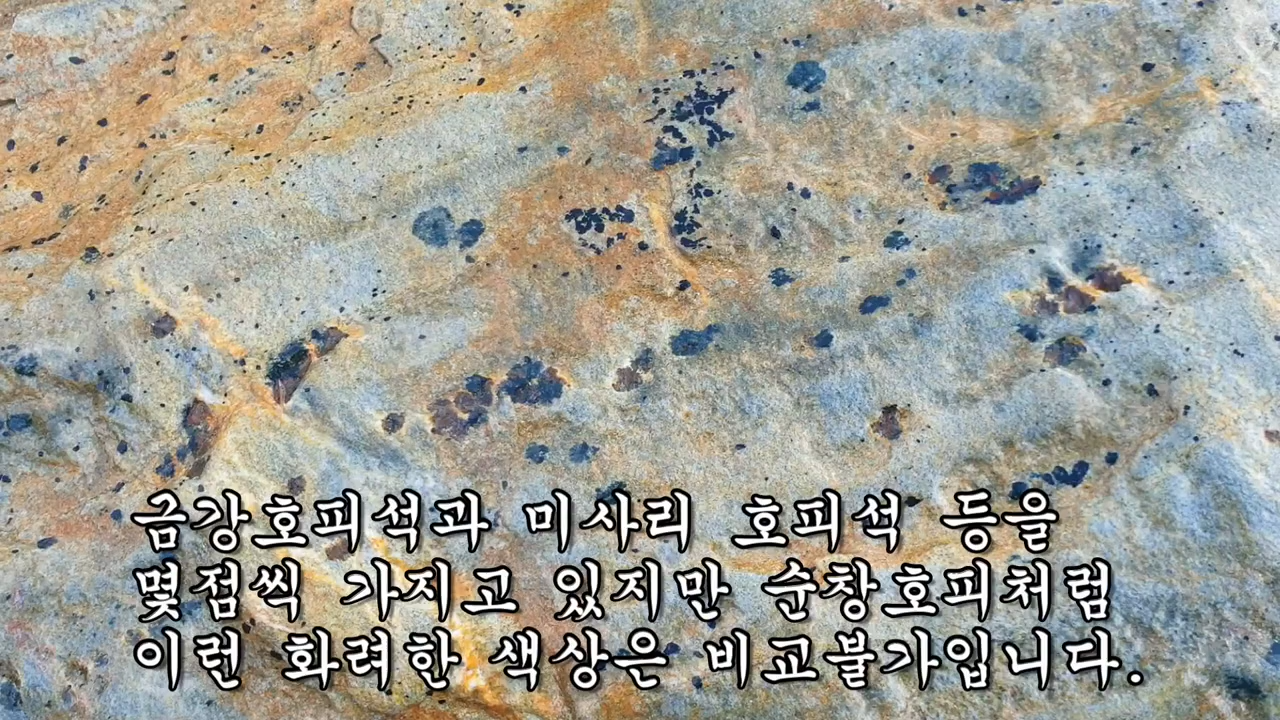 금강호피석과 미사리 호피석 등을
몇점씩 가지고 있지만 순창호피처럼
이런 화려한 색상은 비교불가입니다.